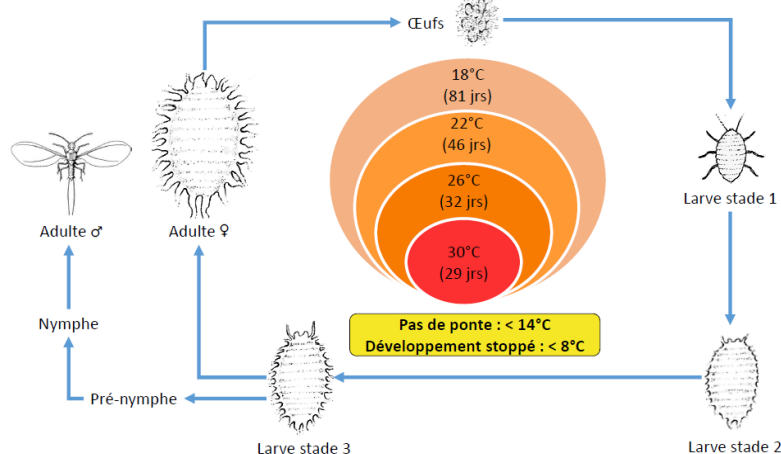 Œufs
18°C
(81 jrs)
22°C
(46 jrs)
26°C
(32 jrs)
30°C
(29 jrs)
Larve stade 1
Adulte ♂
Adulte ♀
Nymphe
Pas de ponte : < 14°C
Développement stoppé : < 8°C
Pré-nymphe
Larve stade 3
Larve stade 2